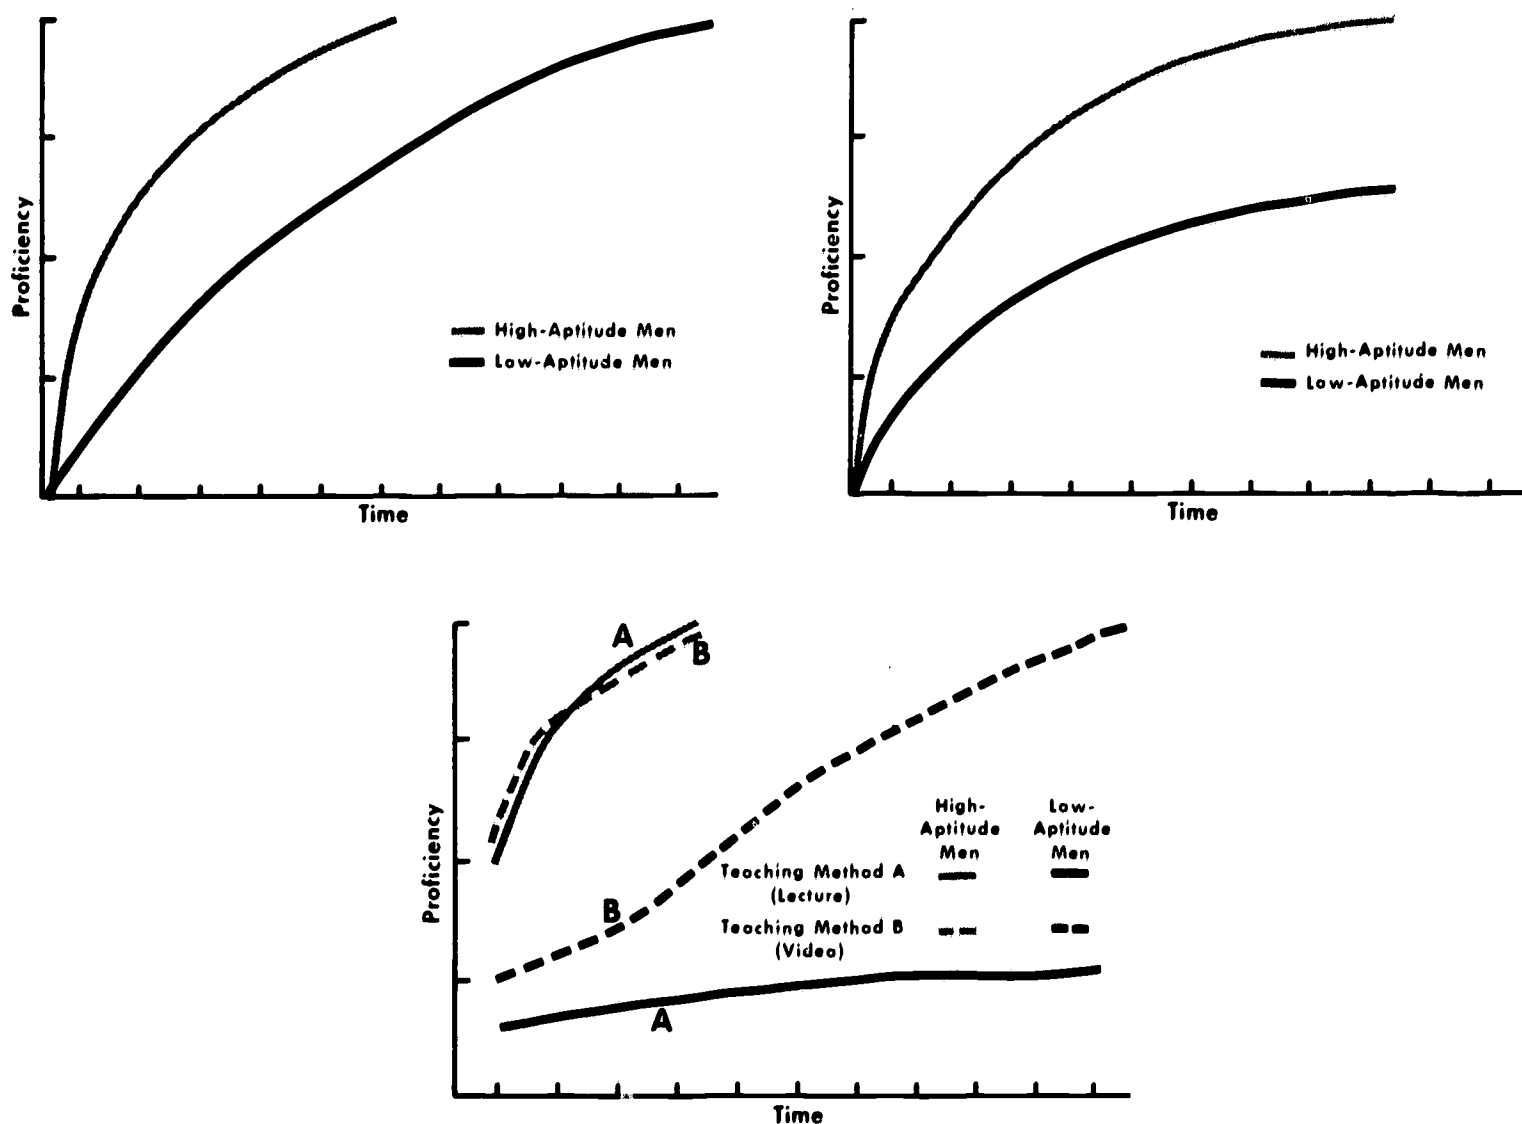 Proficiency
High-Aptitude Men
Low-Aptitude Men
Time
Proficiency
High-Aptitude Men
Low-Aptitude Men
Time
A
B
Proficiency
B
A
High-
Aptitude
Men
Low-
Aptitude
Men
Teaching Method A
(Lecture)
Teaching Method B
(Video)
Time